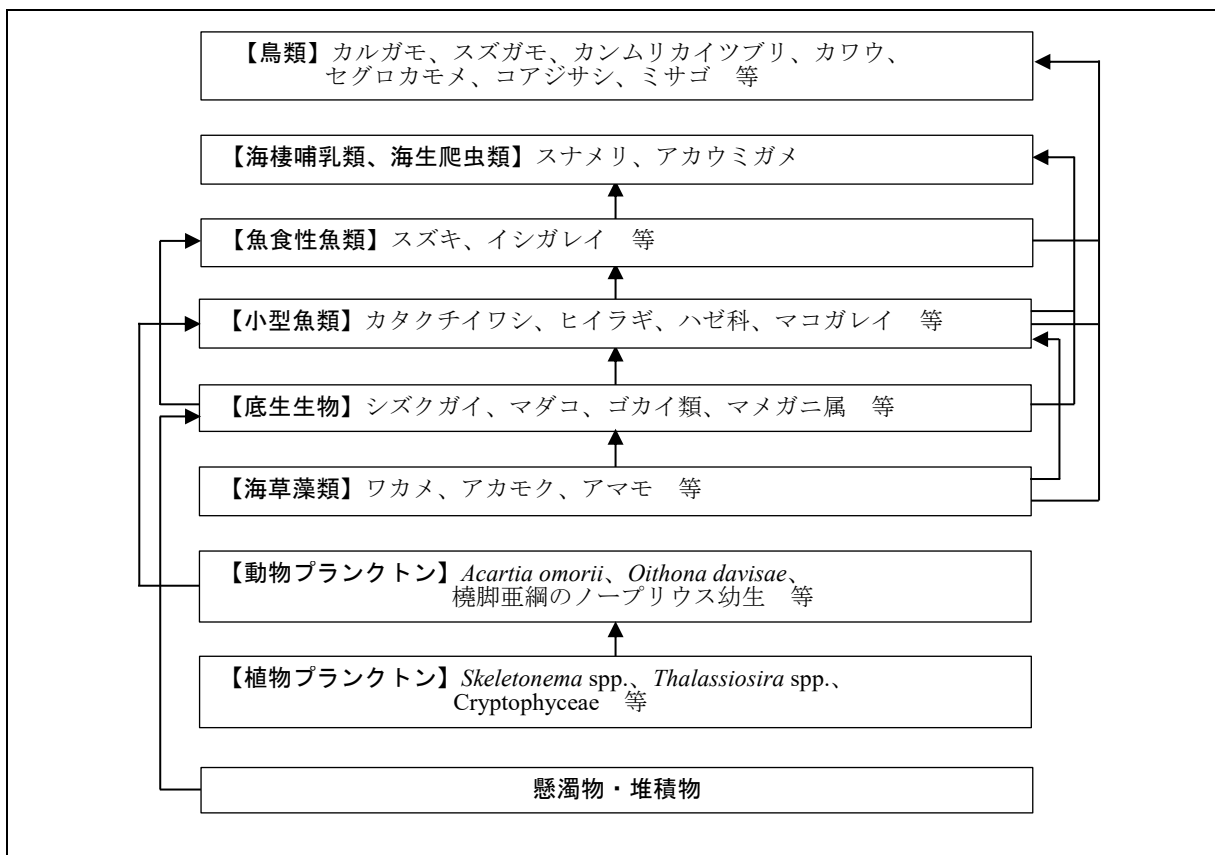 【鳥類】カルガモ、スズガモ、カンムリカイツブリ、カワウ、
セグロカモメ、コアジサシ、ミサゴ　等
【海棲哺乳類、海生爬虫類】スナメリ、アカウミガメ
【魚食性魚類】スズキ、イシガレイ　等
【小型魚類】カタクチイワシ、ヒイラギ、ハゼ科、マコガレイ　等
【底生生物】シズクガイ、マダコ、ゴカイ類、マメガニ属　等
【海草藻類】ワカメ、アカモク、アマモ　等
【動物プランクトン】Acartia omorii、Oithona davisae、
橈脚亜綱のノープリウス幼生　等
【植物プランクトン】Skeletonema spp.、Thalassiosira spp.、
Cryptophyceae　等
懸濁物・堆積物